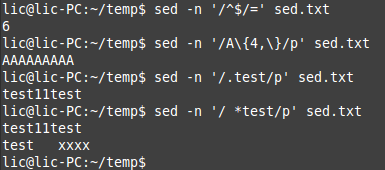 lic@lic-PC:~/temp$ sed -n '/^$/=' sed.txt
6
lic@lic-PC:~/temp$ sed -n '/A\{4,\}/p' sed.txt
AAAAAAAAA
lic@lic-PC:~/temp$ sed -n '/.test/p' sed.txt
test11test
lic@lic-PC:~/temp$ sed -n '/ *test/p' sed.txt
test11test
test   xxxx
lic@lic-PC:~/temp$